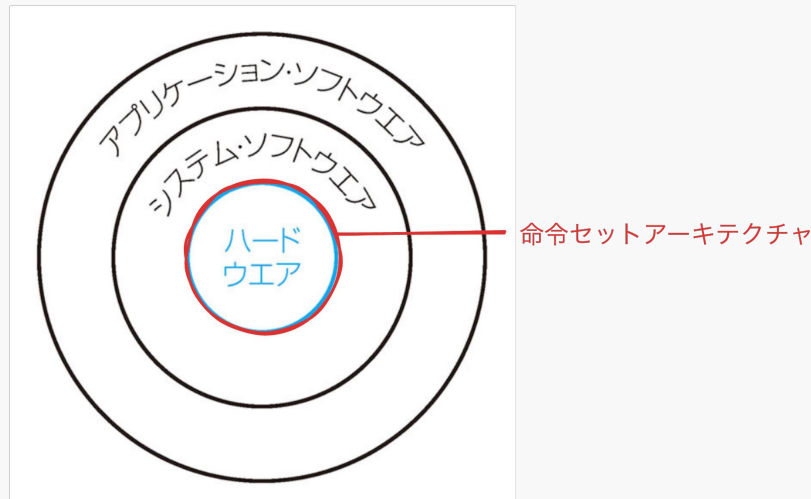 アプリケーション・ソフトウエア
システム・ソフトウエア
ハード
ウエア
命令セットアーキテクチャ